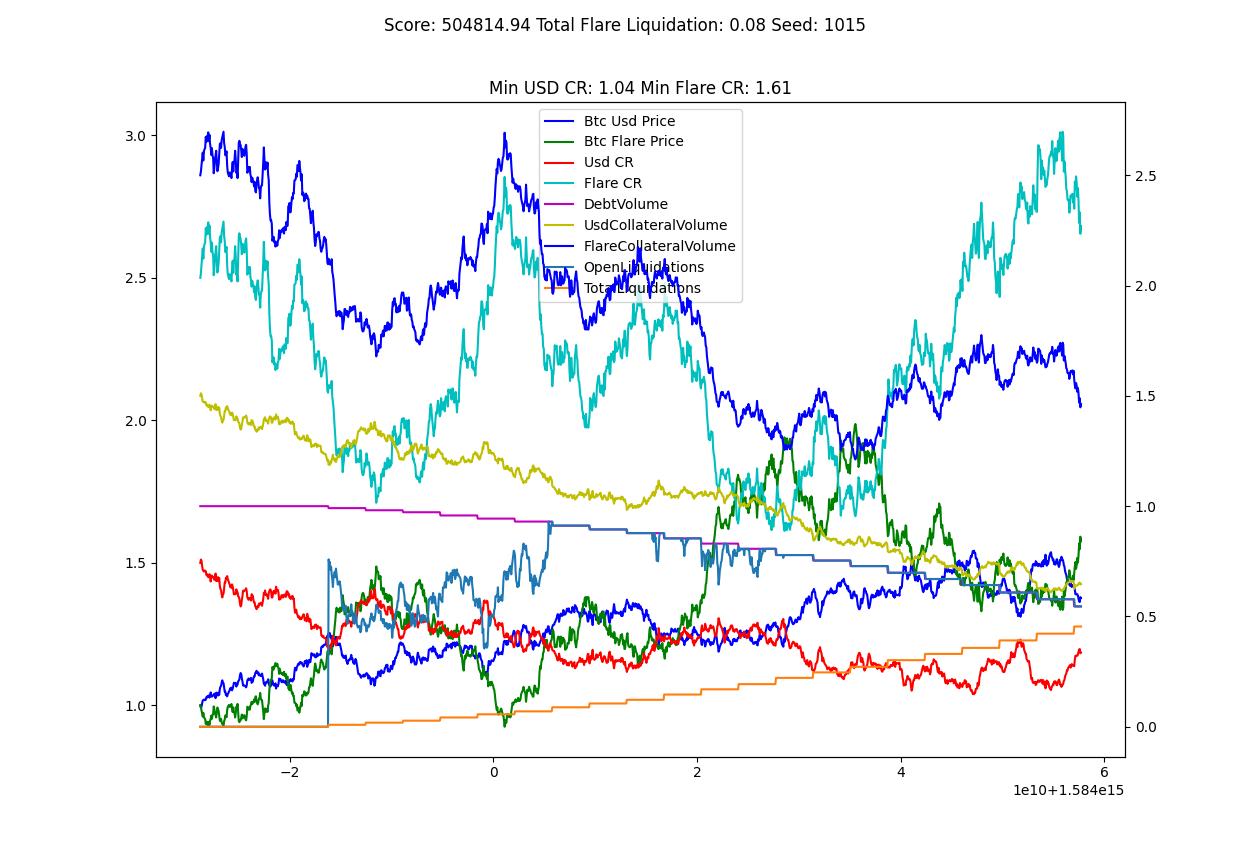 Score: 504814.94 Total Flare Liquidation: 0.08 Seed: 1015
Min USD CR: 1.04 Min Flare CR: 1.61
Btc Usd Price
Btc Flare Price
Usd CR
Flare CR
DebtVolume
UsdCollateralVolume
FlareCollateralVolume
OpenLiquidations
TotalLiquidations
3.0
2.5
2.0
1.5
1.0
2.5
2.0
1.5
1.0
0.5
0.0
−2
0
2
4
6
1e10+1.584e15